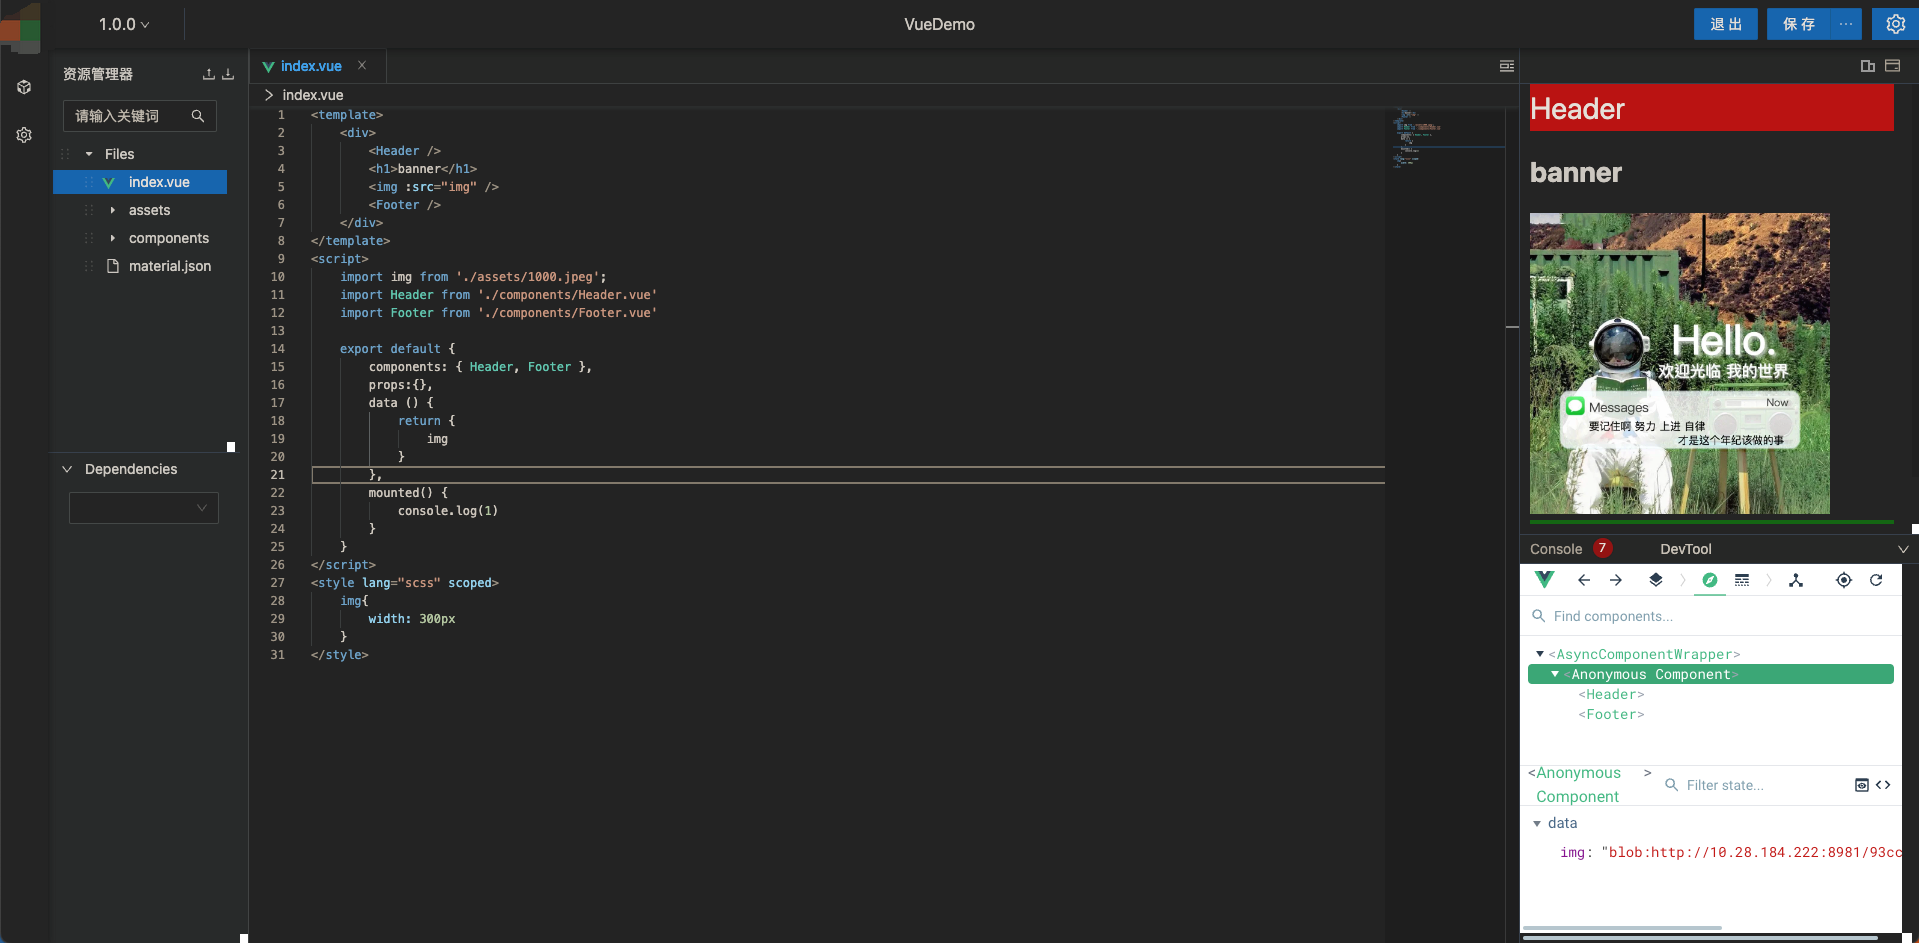 1.0.0
VueDemo
退 出
保 存
···
资源管理器
请输入关键词
Files
index.vue
assets
components
material.json
Dependencies
index.vue
index.vue
1 <template>
2 <div>
3 <Header />
4 <h1>banner</h1>
5 <img :src="img" />
6 <Footer />
7 </div>
8 </template>
9 <script>
10 import img from './assets/1000.jpeg';
11 import Header from './components/Header.vue'
12 import Footer from './components/Footer.vue'
13
14 export default {
15 components: { Header, Footer },
16 props:{},
17 data () {
18 return {
19 img
20 }
21 },
22 mounted() {
23 console.log(1)
24 }
25 }
26 </script>
27 <style lang="scss" scoped>
28 img{
29 width: 300px
30 }
31 </style>
Header
banner
Hello.
欢迎光临 我的世界
Messages
Now
要记住啊 努力 上进 自律
才是这个年纪该做的事
Console 7
DevTool
Find components...
<AsyncComponentWrapper>
<Anonymous Component>
<Header>
<Footer>
<Anonymous Component>
Filter state...
data
img: "blob:http://10.28.184.222:8981/93cc